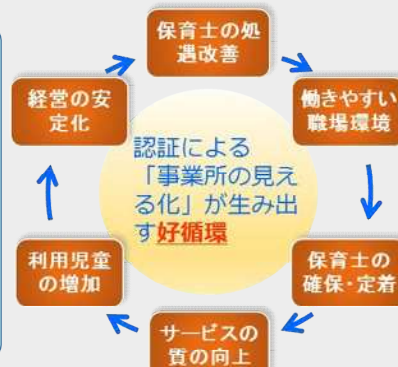 保育士の処
遇改善
働きやすい
職場環境
保育士の
確保・定着
サービスの
質の向上
利用児童
の増加
経営の安
定化
認証による
「事業所の見え
る化」が生み出
す好循環